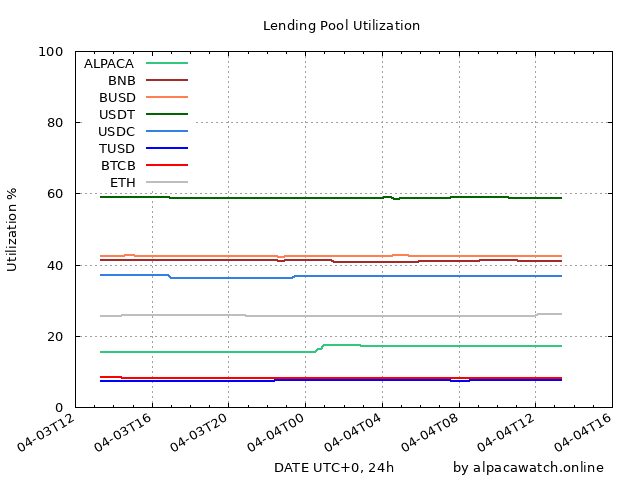 Lending Pool Utilization
Utilization %
100
80
60
40
20
0
ALPACA
BNB
BUSD
USDT
USDC
TUSD
BTCB
ETH
04-03T12
04-03T16
04-03T20
04-04T00
04-04T04
04-04T08
04-04T12
04-04T16
DATE UTC+0, 24h
by alpacawatch.online